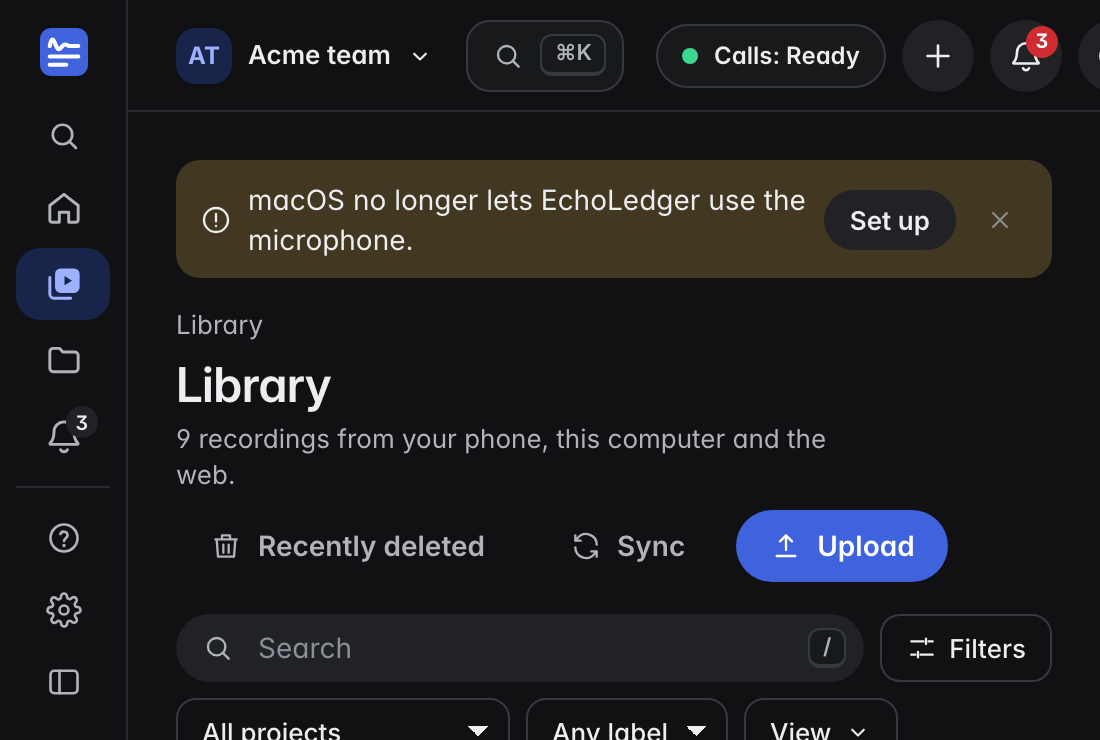 AT Acme team ⌘K Calls: Ready 3
macOS no longer lets EchoLedger use the
microphone.
Set up
Library
Library
9 recordings from your phone, this computer and the
web.
3
Recently deleted Sync Upload
Search / Filters
All projects Any label View